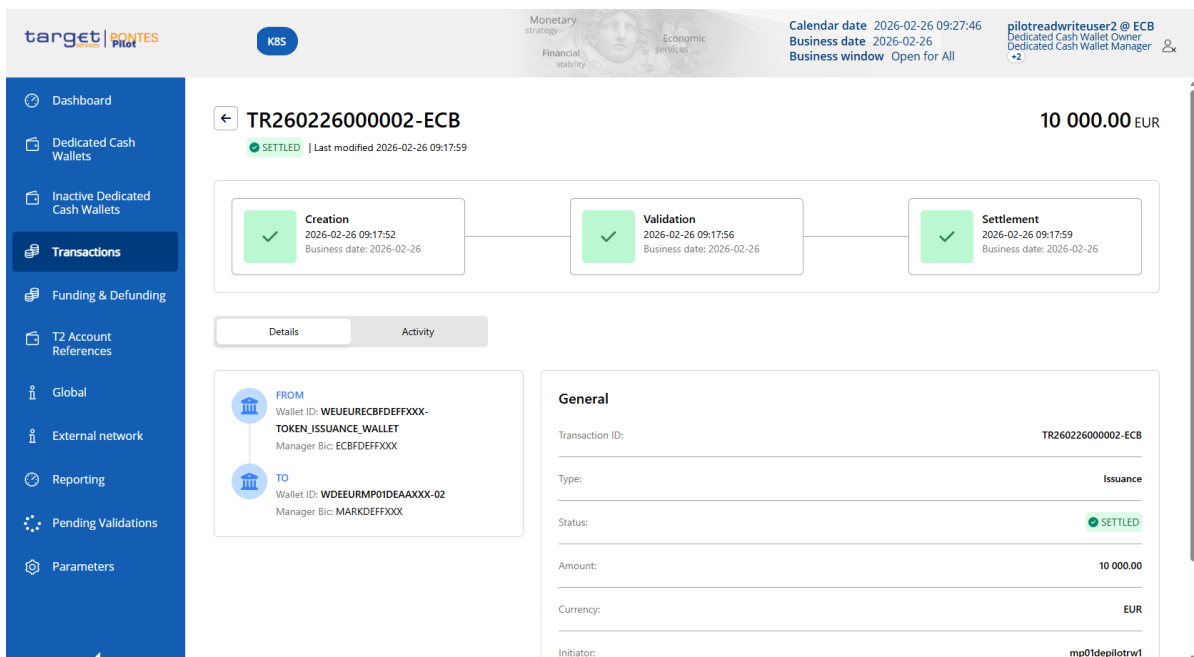 target | PONTES
services Pilot
K8S
Monetary
strategy
Economic
services
Financial
stability
Calendar date 2026-02-26 09:27:46
Business date 2026-02-26
Business window Open for All
pilotreadwriteuser2 @ ECB
Dedicated Cash Wallet Owner
Dedicated Cash Wallet Manager
+2
Dashboard
Dedicated Cash
Wallets
Inactive Dedicated
Cash Wallets
Transactions
Funding & Defunding
T2 Account
References
Global
External network
Reporting
Pending Validations
Parameters
TR260226000002-ECB
10 000.00 EUR
SETTLED | Last modified 2026-02-26 09:17:59
Creation
2026-02-26 09:17:52
Business date: 2026-02-26
Validation
2026-02-26 09:17:56
Business date: 2026-02-26
Settlement
2026-02-26 09:17:59
Business date: 2026-02-26
Details
Activity
FROM
Wallet ID: WEUEURECBFDEFFXXX-
TOKEN_ISSUANCE_WALLET
Manager Bic: ECBFDEFFXXX
TO
Wallet ID: WDEEURMP01DEAAXXX-02
Manager Bic: MARKDEFFXXX
General
Transaction ID: TR260226000002-ECB
Type: Issuance
Status: SETTLED
Amount: 10 000.00
Currency: EUR
Initiator: mp01depilotrw1